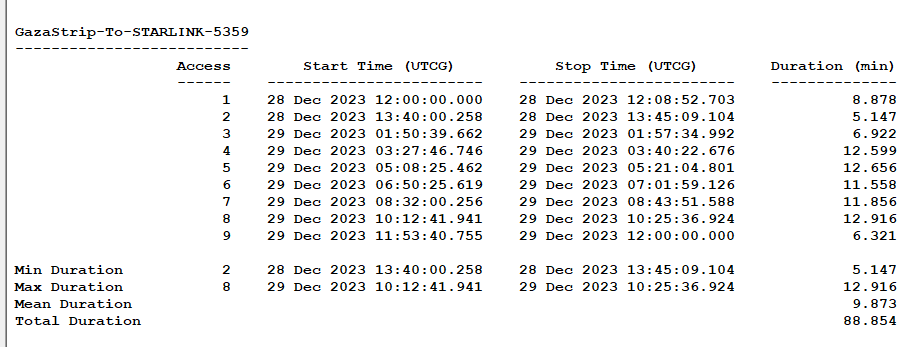 GazaStrip-To-STARLINK-5359
--------------------------
Access Start Time (UTCG) Stop Time (UTCG) Duration (min)
------ ------------------------ ------------------------ --------------
1 28 Dec 2023 12:00:00.000 28 Dec 2023 12:08:52.703 8.878
2 28 Dec 2023 13:40:00.258 28 Dec 2023 13:45:09.104 5.147
3 29 Dec 2023 01:50:39.662 29 Dec 2023 01:57:34.992 6.922
4 29 Dec 2023 03:27:46.746 29 Dec 2023 03:40:22.676 12.599
5 29 Dec 2023 05:08:25.462 29 Dec 2023 05:21:04.801 12.656
6 29 Dec 2023 06:50:25.619 29 Dec 2023 07:01:59.126 11.558
7 29 Dec 2023 08:32:00.256 29 Dec 2023 08:43:51.588 11.856
8 29 Dec 2023 10:12:41.941 29 Dec 2023 10:25:36.924 12.916
9 29 Dec 2023 11:53:40.755 29 Dec 2023 12:00:00.000 6.321
Min Duration 2 28 Dec 2023 13:40:00.258 28 Dec 2023 13:45:09.104 5.147
Max Duration 8 29 Dec 2023 10:12:41.941 29 Dec 2023 10:25:36.924 12.916
Mean Duration 9.873
Total Duration 88.854